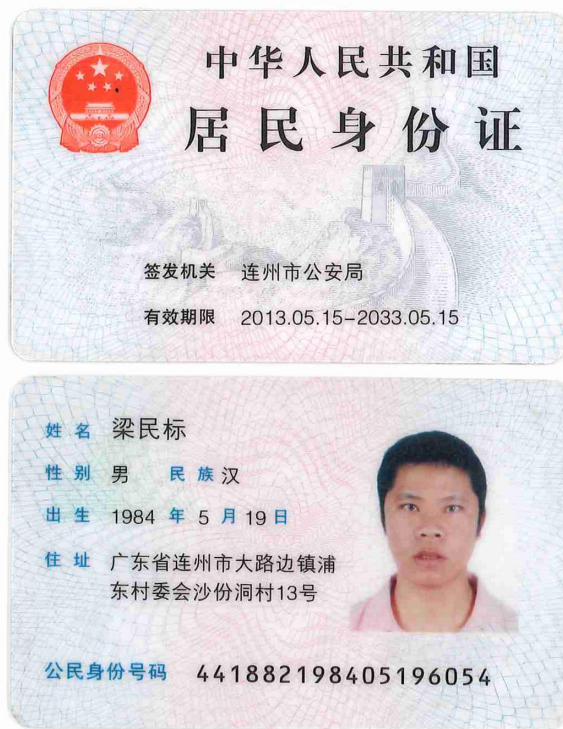 中华人民共和国
居民身份证
签发机关 连州市公安局
有效期限 2013.05.15-2033.05.15
姓名 梁民标
性别 男 民族 汉
出生 1984 年 5 月 19 日
住址 广东省连州市大路边镇浦
东村委会沙份洞村13号
公民身份号码 441882198405196054